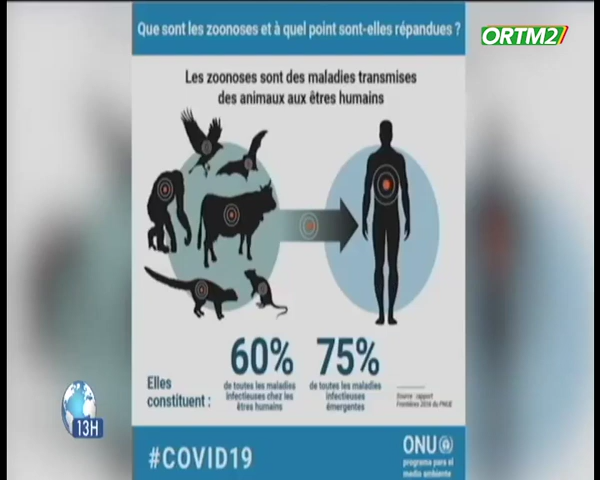 Que sont les zoonoses et à quel point sont-elles répandues ?
ORTM2
Les zoonoses sont des maladies transmises
des animaux aux êtres humains
Elles
constituent :
60%
de toutes les maladies
infectieuses chez les
êtres humains
75%
de toutes les maladies
infectieuses
émergentes
Source : rapport
Frontières 2016 du PNUE
13H
#COVID19
ONU
programa para el
medio ambiente